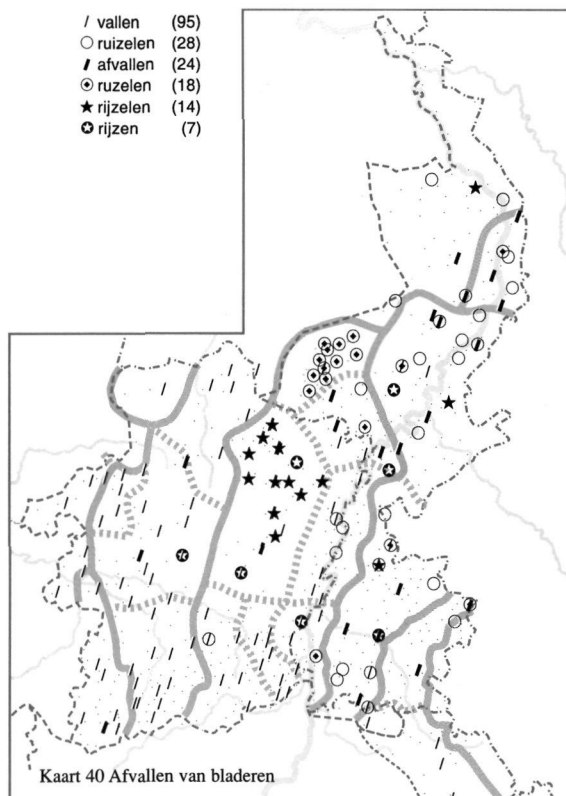 vallen (95)
ruizelen (28)
afvallen (24)
ruzelen (18)
rijzelen (14)
rijzen (7)
Kaart 40 Afvallen van bladeren